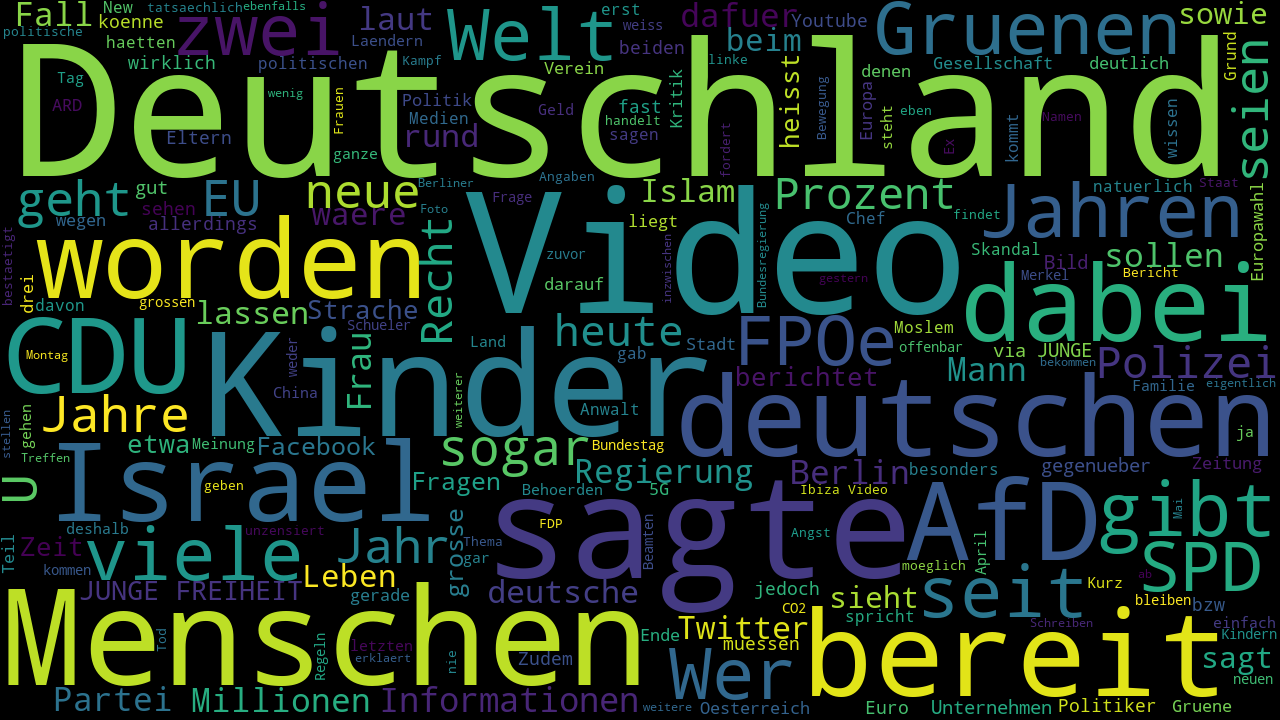 Fall
New
tatsaechlich
ebenfalls
koenne
politische
haetten
zwei
laut
Laendern
Welt
erst
weiss
beiden
dafuer
Youtube
beim
Gruenen
sowie
wirklich
politischen
Kampf
Verein
linke
denen
Gesellschaft
deutlich
Grund
Deutschland
Tag
ARD
wenig
Frauen
Politik
Medien
Geld
fast
handelt
sagen
Kritik
heisst
Bewegung
Europa
eben
steht
Ex
Namen
kommt
wissen
seien
Eltern
ganze
rund
fordert
geht
gut
sehen
wegen
allerdings
EU
neue
waere
Berliner
Foto
Frage
Angaben
Islam
liegt
Prozent
Chef
findet
Jahren
natuerlich
Staat
Europawahl
bestaetigt
drei
davon
worden
grossen
lassen
Strache
Schueler
Recht
Video
zuvor
darauf
inzwischen
Bundesregierung
gestern
Skandal
Bild
Merkel
sollen
Bericht
dabei
CDU
Montag
Kinder
weder
China
Frau
Land
weiterer
heute
gab
Stadt
FPOe
Moslem
offenbar
via
JUNGE
bekommen
Polizei
Mann
berichtet
Familie
eigentlich
Jahre
Anwalt
deutschen
ja
stellen
gehen
Treffen
etwa
Meinung
Facebook
sogar
Bundestag
Israel
geben
Fragen
Regierung
Behoerden
5G
Berlin
Ibiza Video
besonders
gegenueber
Zeitung
U
deshalb
unzensiert
sagte
FDP
Beamten
Angst
AfD
April
gibt
Mai
Teil
Zeit
kommen
viele
Jahr
grosse
Thema
gar
moeglich
SPD
JUNGE FREIHEIT
Leben
gerade
deutsche
jedoch
sieht
seit
Kurz
ab
bleiben
bzw
CO2
spricht
Schreiben
einfach
Menschen
Tod
Regeln
letzten
erklaert
nie
Zudem
Ende
Twitter
muessen
bereit
Kindern
sagt
neuen
Wer
Partei
Millionen
Informationen
weitere
Oesterreich
Euro
Unternehmen
Politiker
Gruene